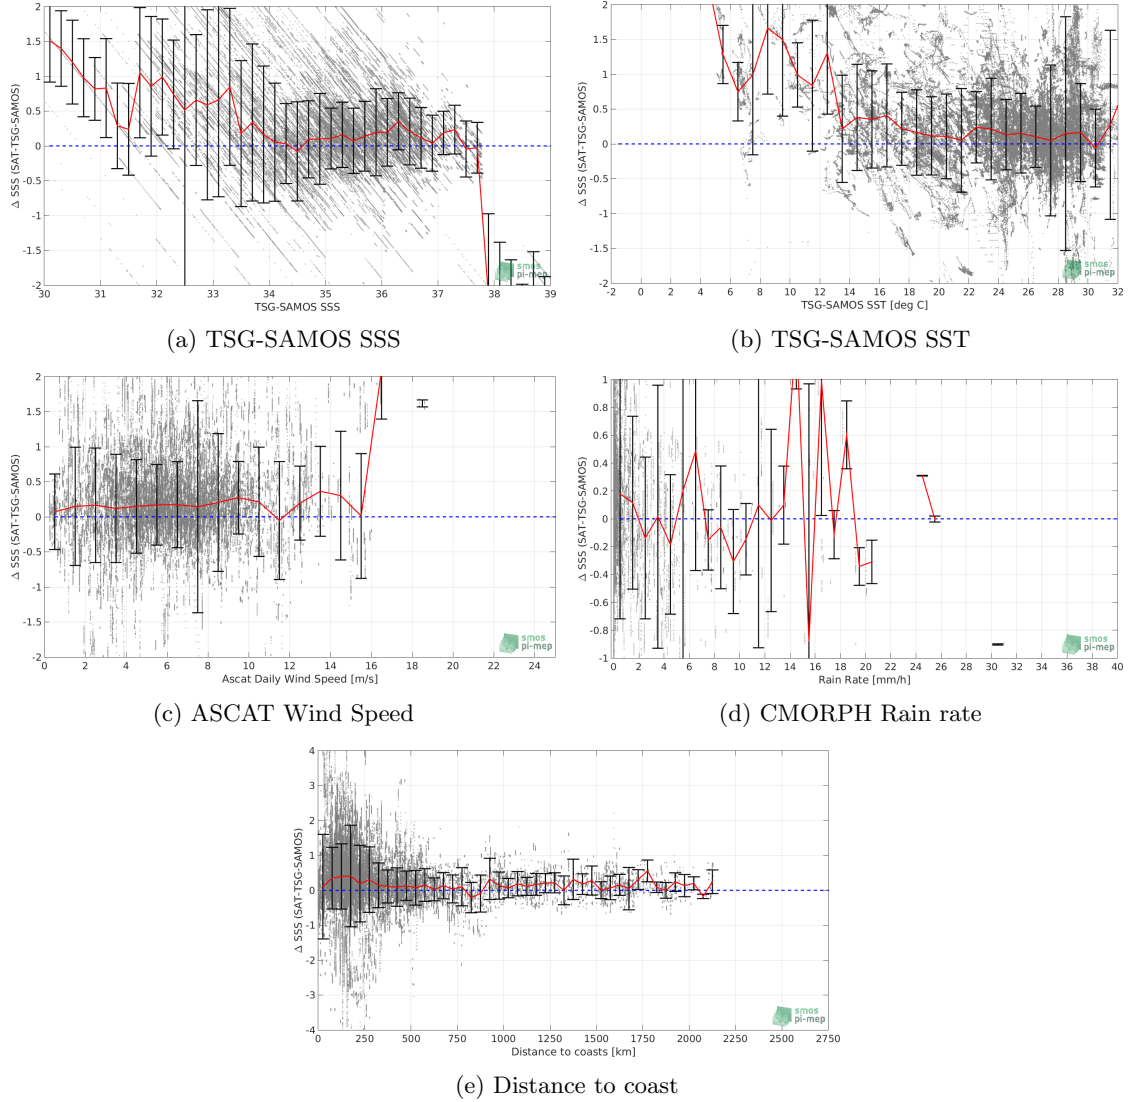 2
1.5
1
0.5
0
-0.5
-1
-1.5
-2
Δ SSS (SAT-TSG-SAMOS)
30 31 32 33 34 35 36 37 38 39
TSG-SAMOS SSS
smos
pi-mep
(a) TSG-SAMOS SSS
2
1.5
1
0.5
0
-0.5
-1
-1.5
-2
Δ SSS (SAT-TSG-SAMOS)
-2 0 2 4 6 8 10 12 14 16 18 20 22 24 26 28 30 32
TSG-SAMOS SST [deg C]
smos
pi-mep
(b) TSG-SAMOS SST
2
1.5
1
0.5
0
-0.5
-1
-1.5
-2
Δ SSS (SAT-TSG-SAMOS)
0 2 4 6 8 10 12 14 16 18 20 22 24
Ascat Daily Wind Speed [m/s]
smos
pi-mep
(c) ASCAT Wind Speed
1
0.6
0.2
-0.2
-0.4
-0.8
-1
Δ SSS (SAT-TSG-SAMOS)
0 2 4 6 8 10 12 14 16 18 20 22 24 26 28 30 32 34 36 38 40
Rain Rate [mm/h]
smos
pi-mep
(d) CMORPH Rain rate
4
3
2
1
0
-1
-2
-3
-4
Δ SSS (SAT-TSG-SAMOS)
0 250 500 750 1000 1250 1500 1750 2000 2250 2500 2750
Distance to coasts [km]
smos
pi-mep
(e) Distance to coast